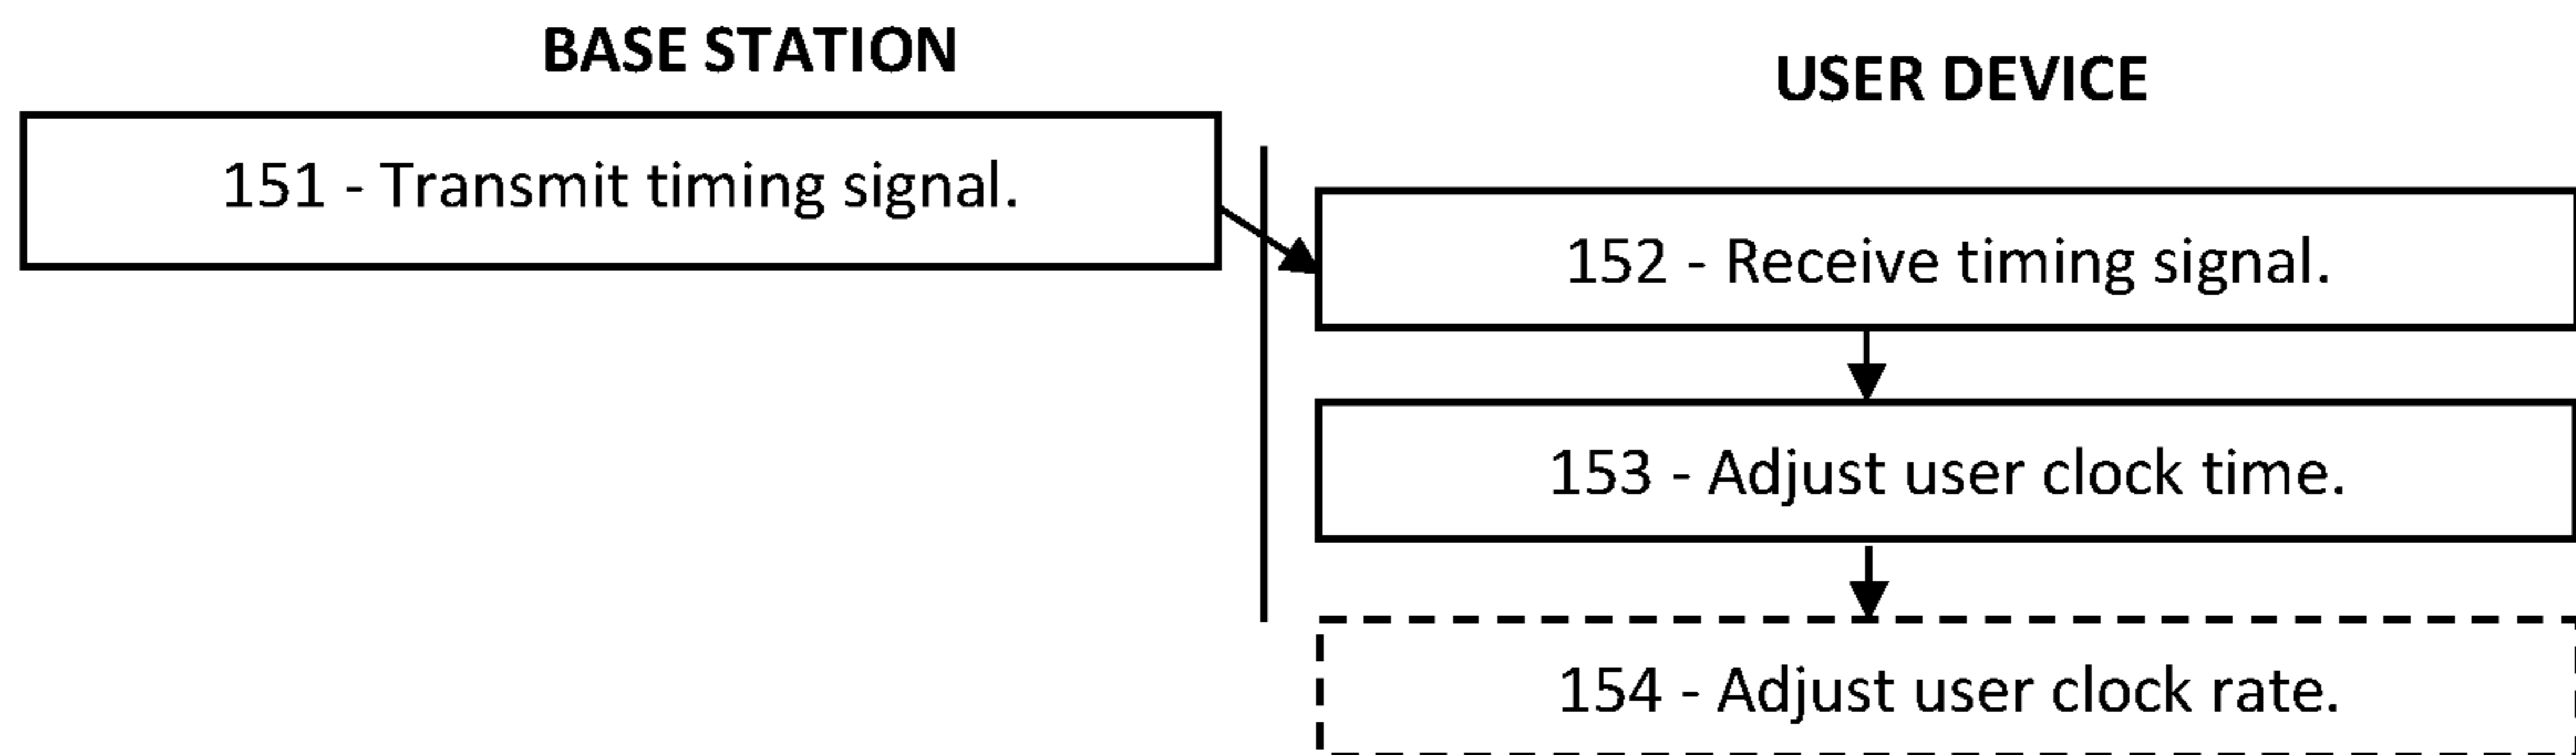 BASE STATION
USER DEVICE
151 - Transmit timing signal.
152 - Receive timing signal.
153 - Adjust user clock time.
154 - Adjust user clock rate.